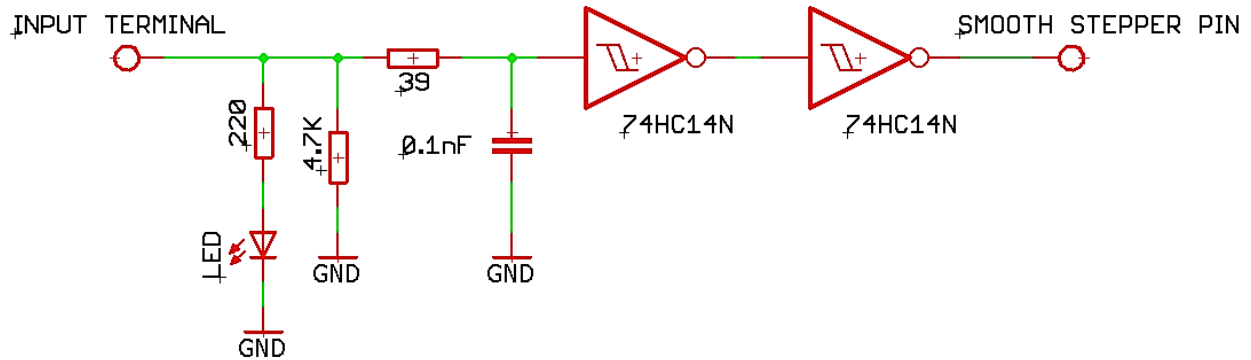 INPUT TERMINAL
SMOOTH STEPPER PIN
39
220
4.7K
0.1nF
74HC14N
74HC14N
LED
GND
GND
GND